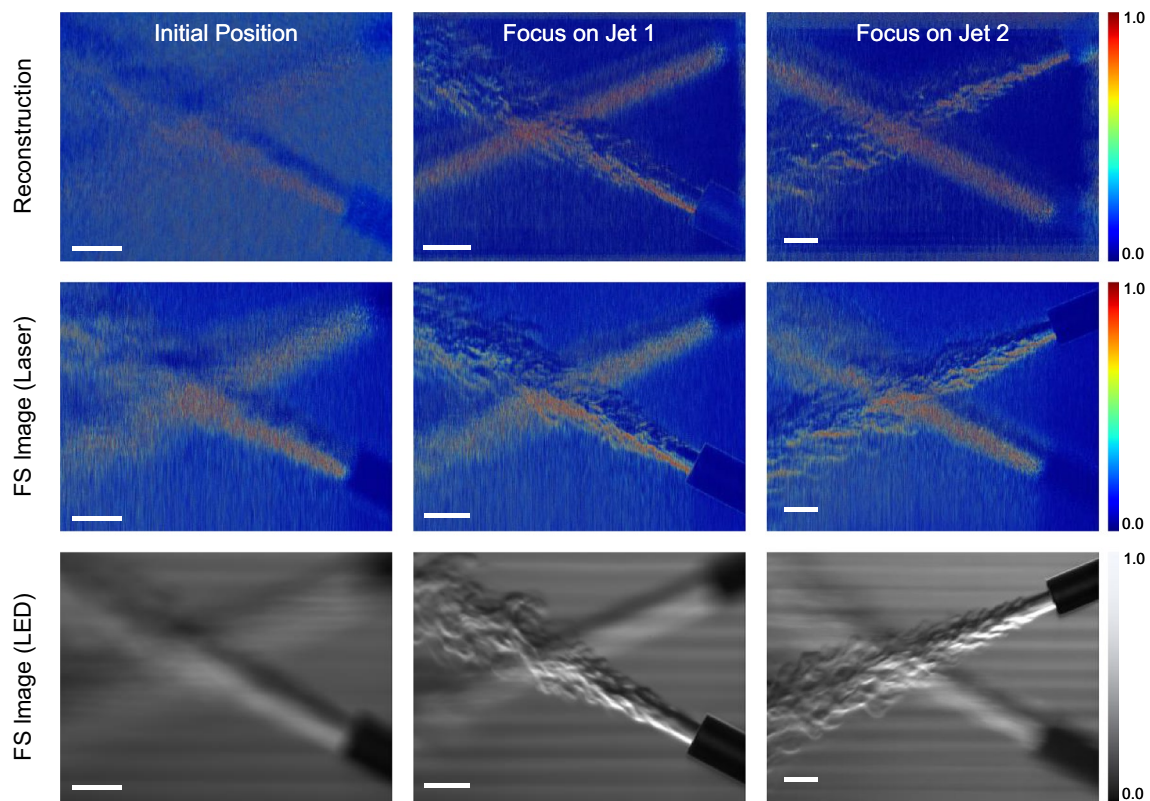 Initial Position
Focus on Jet 1
Focus on Jet 2
1.0
Reconstruction
0.0
1.0
FS Image (Laser)
0.0
1.0
FS Image (LED)
0.0